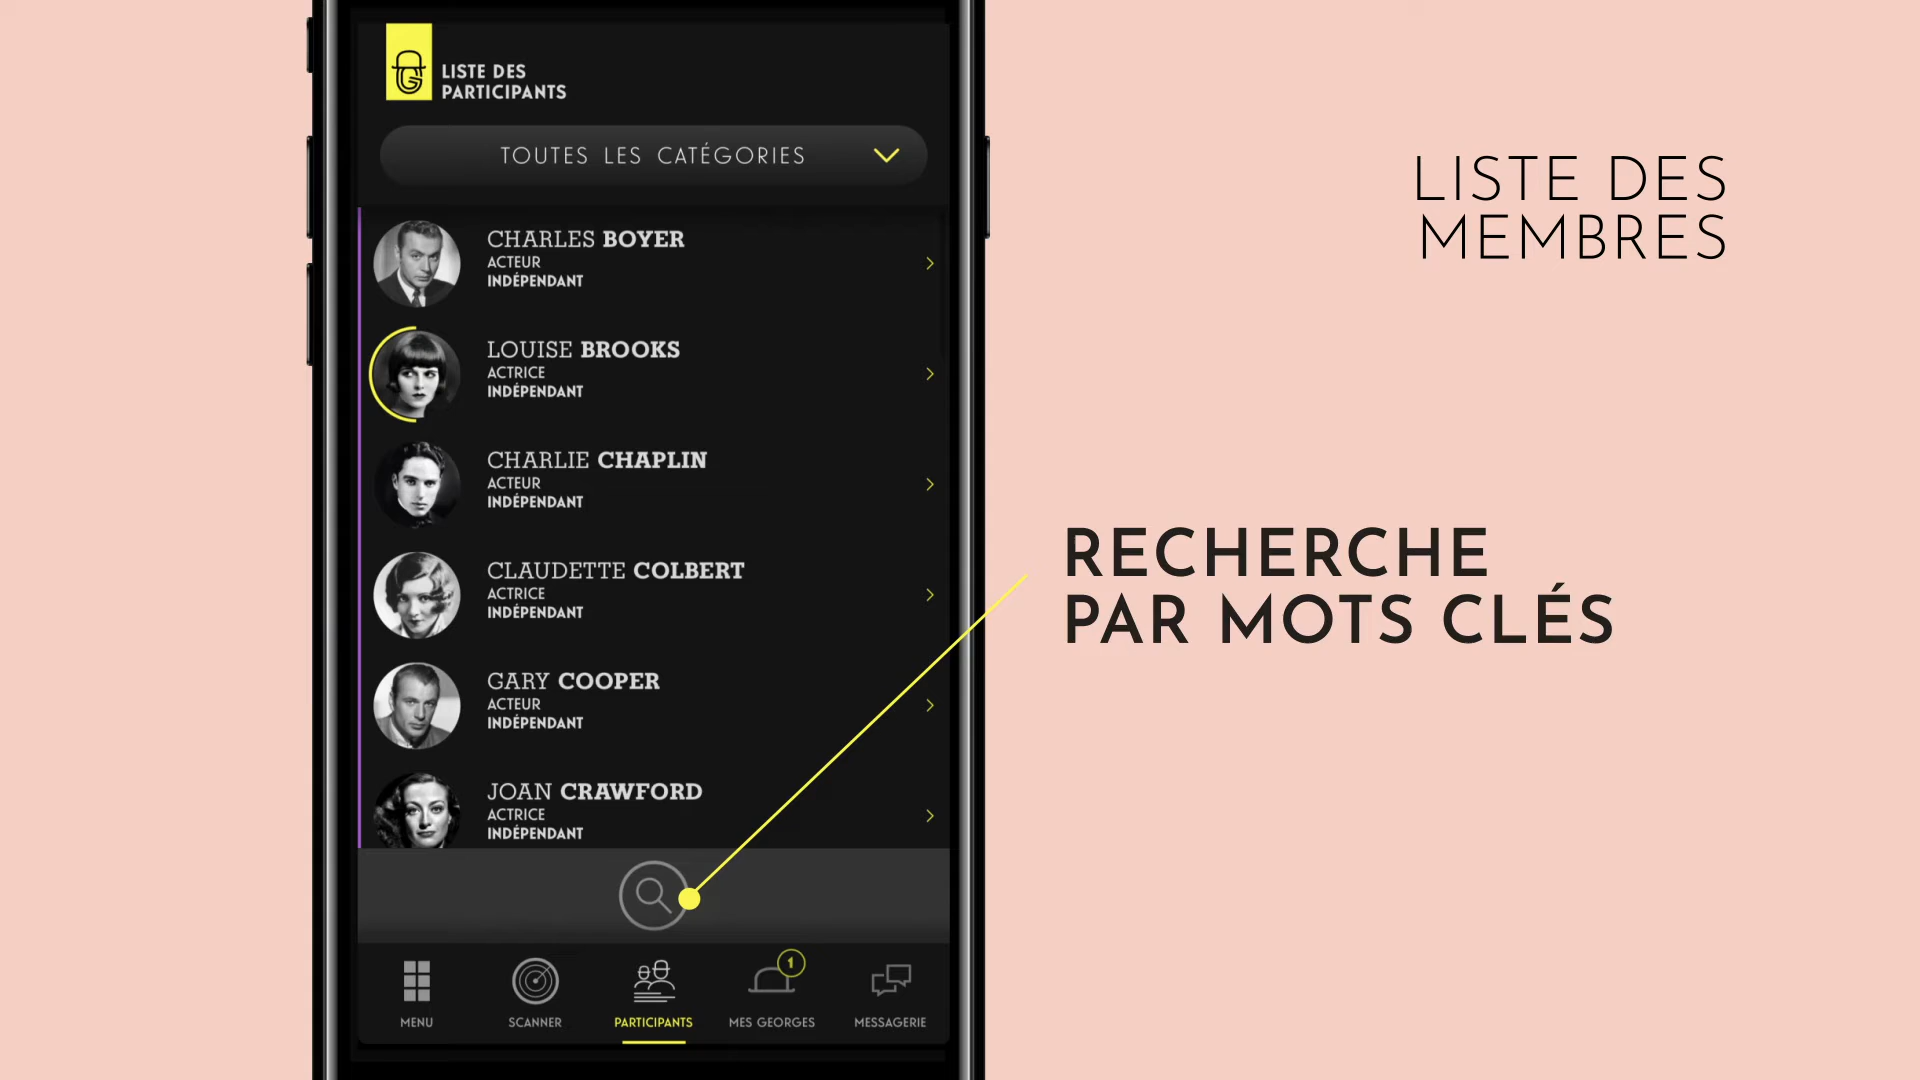 LISTE DES
PARTICIPANTS
TOUTES LES CATÉGORIES
CHARLES BOYER
ACTEUR
INDÉPENDANT
LOUISE BROOKS
ACTRICE
INDÉPENDANT
CHARLIE CHAPLIN
ACTEUR
INDÉPENDANT
CLAUDETTE COLBERT
ACTRICE
INDÉPENDANT
GARY COOPER
ACTEUR
INDÉPENDANT
JOAN CRAWFORD
ACTRICE
INDÉPENDANT
1
MENU
SCANNER
PARTICIPANTS
MES GEORGES
MESSAGERIE
LISTE DES
MEMBRES
RECHERCHE
PAR MOTS CLÉS